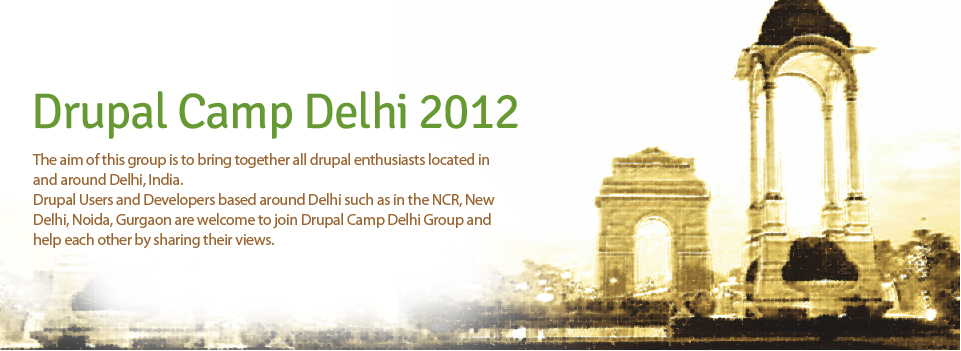 Drupal Camp Delhi 2012
The aim of this group is to bring together all drupal enthusiasts located in
and around Delhi, India.
Drupal Users and Developers based around Delhi such as in the NCR, New
Delhi, Noida, Gurgaon are welcome to join Drupal Camp Delhi Group and
help each other by sharing their views.